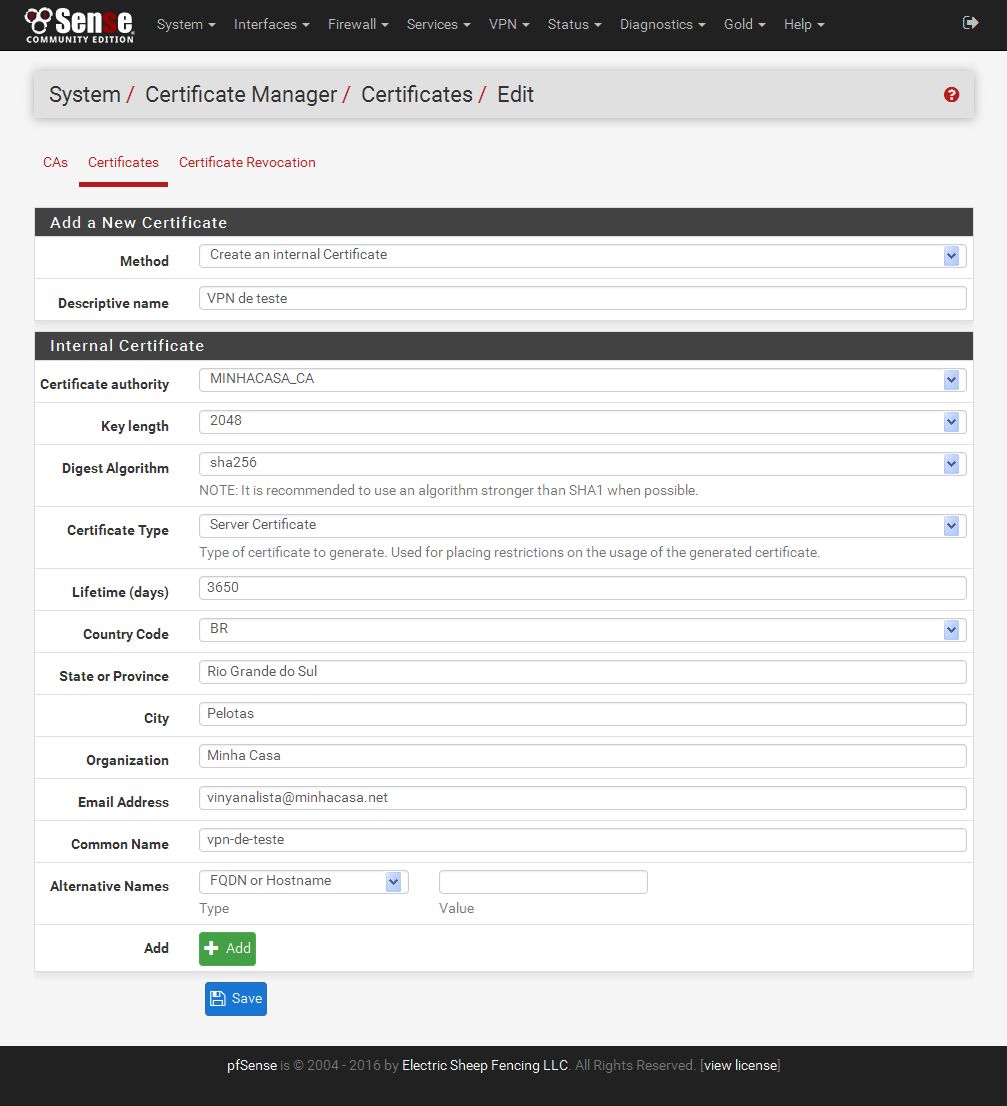 Sense
COMMUNITY EDITION
System Interfaces Firewall Services VPN Status Diagnostics Gold Help
System / Certificate Manager / Certificates / Edit
CAs Certificates Certificate Revocation
Add a New Certificate
Method Create an internal Certificate
Descriptive name VPN de teste
Internal Certificate
Certificate authority MINHACASA_CA
Key length 2048
Digest Algorithm sha256
NOTE: It is recommended to use an algorithm stronger than SHA1 when possible.
Certificate Type Server Certificate
Type of certificate to generate. Used for placing restrictions on the usage of the generated certificate.
Lifetime (days) 3650
Country Code BR
State or Province Rio Grande do Sul
City Pelotas
Organization Minha Casa
Email Address vinyanalista@minhacasa.net
Common Name vpn-de-teste
Alternative Names FQDN or Hostname
Type Value
Add Add
Save
pfSense is © 2004 - 2016 by Electric Sheep Fencing LLC. All Rights Reserved. [view license]